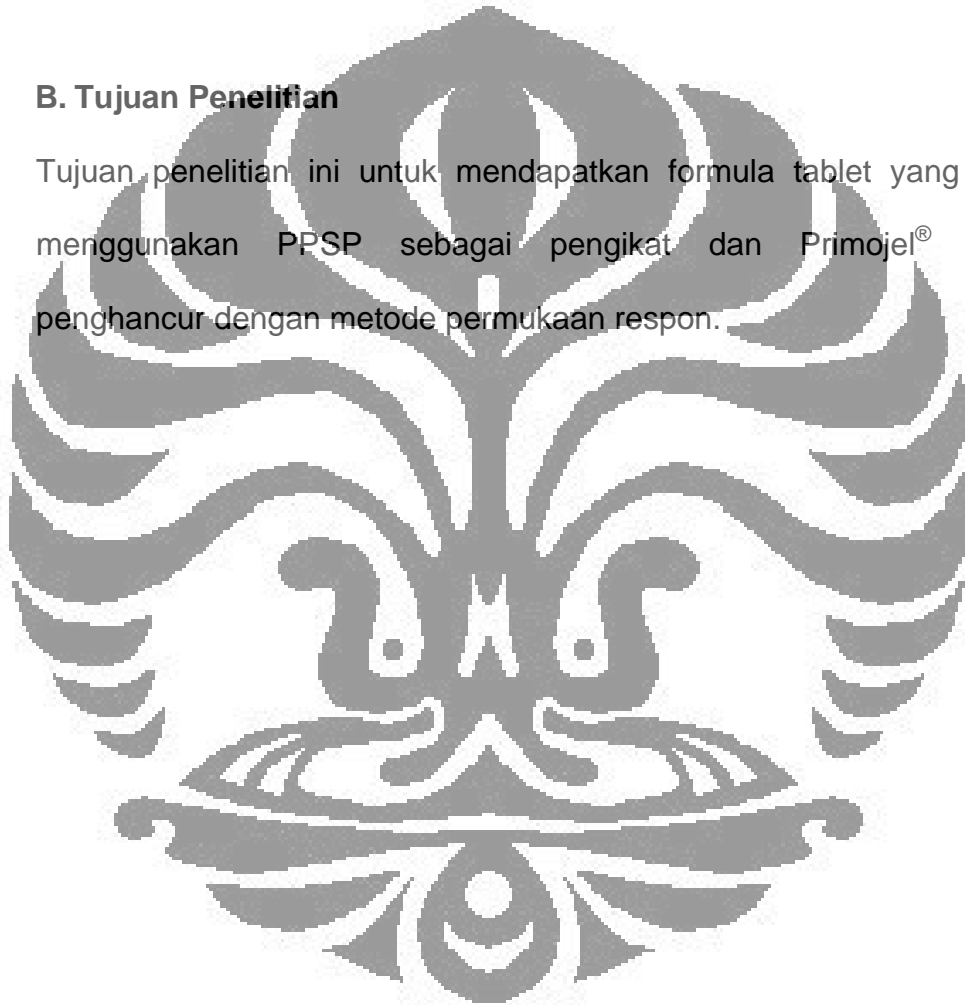 B. Tujuan Penelitian
Tujuan penelitian ini untuk mendapatkan formula tablet yang
menggunakan PPSP sebagai pengikat dan Primojel®
penghancur dengan metode permukaan respon.